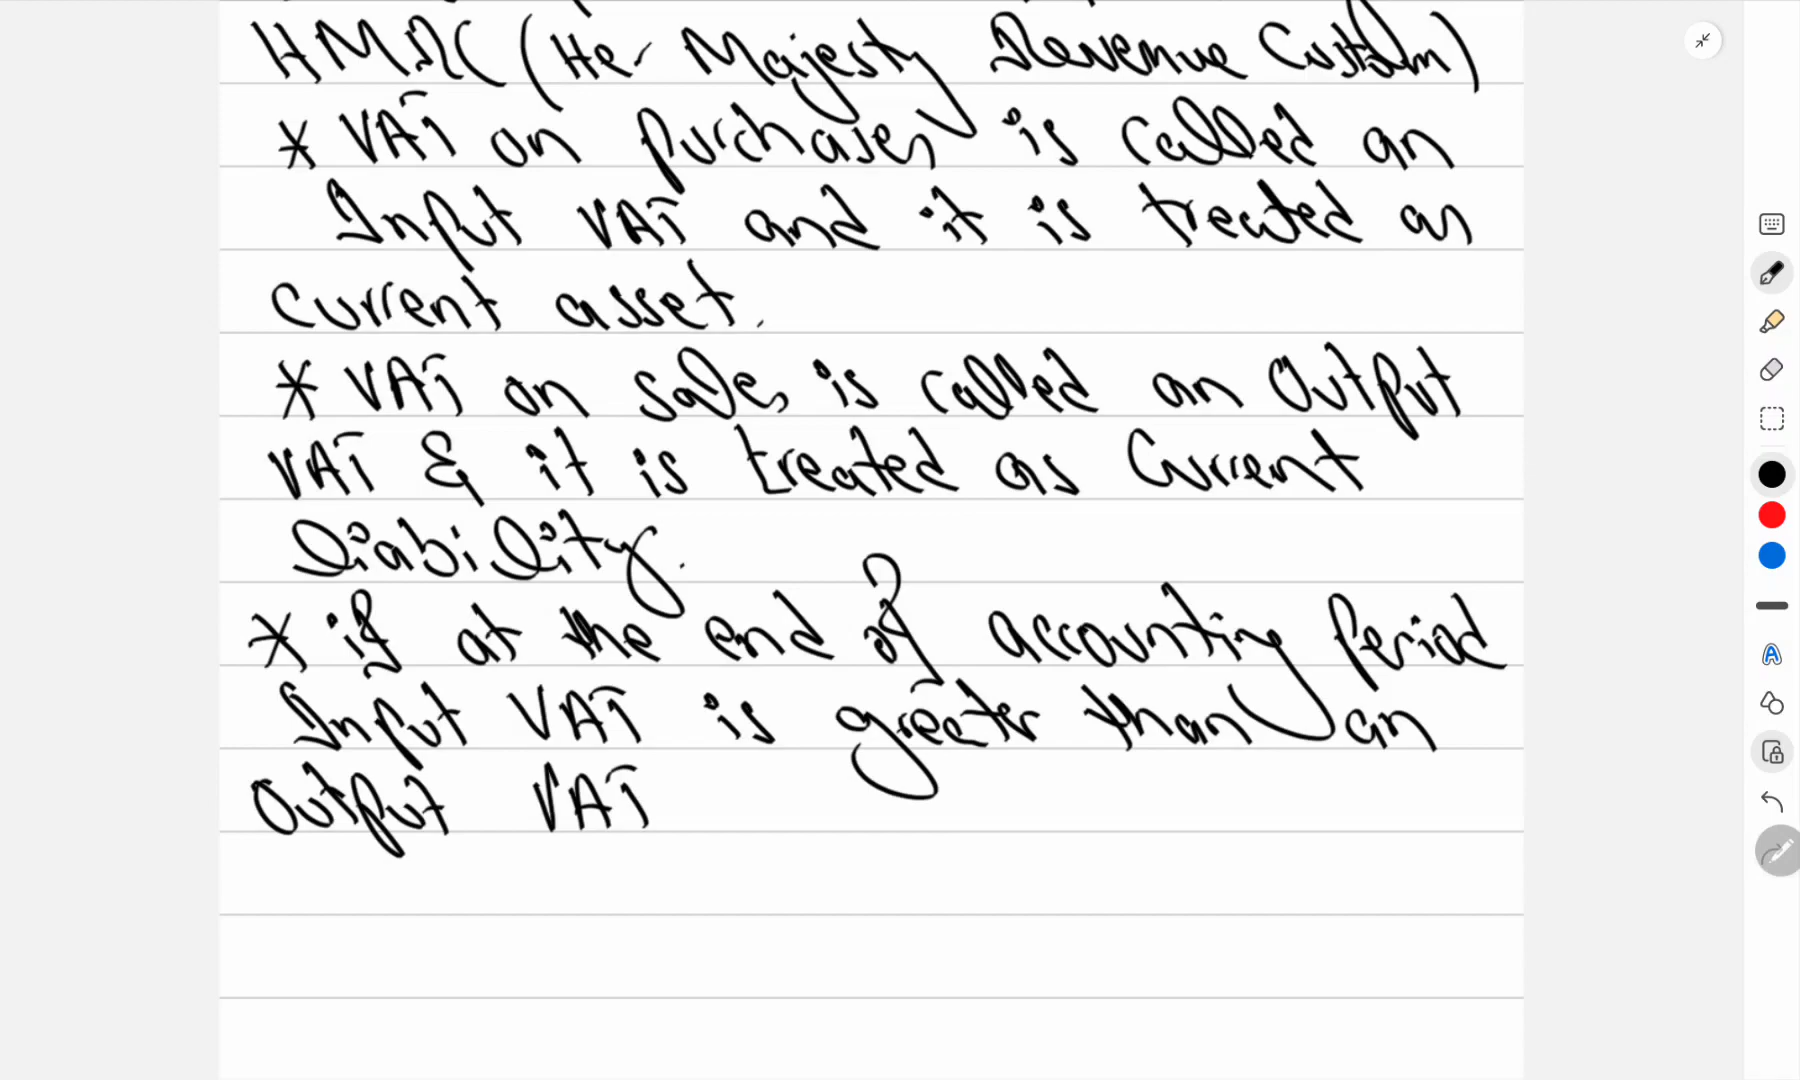 HMRC (Her Majesty Revenue Custom)
* VAT on purchases is called an
Input VAT and it is treated as
current asset.
* VAT on sales is called an Output
VAT & it is treated as Current
liability.
* if at the end of accounting Period
Input VAT is greater than an
Output VAT